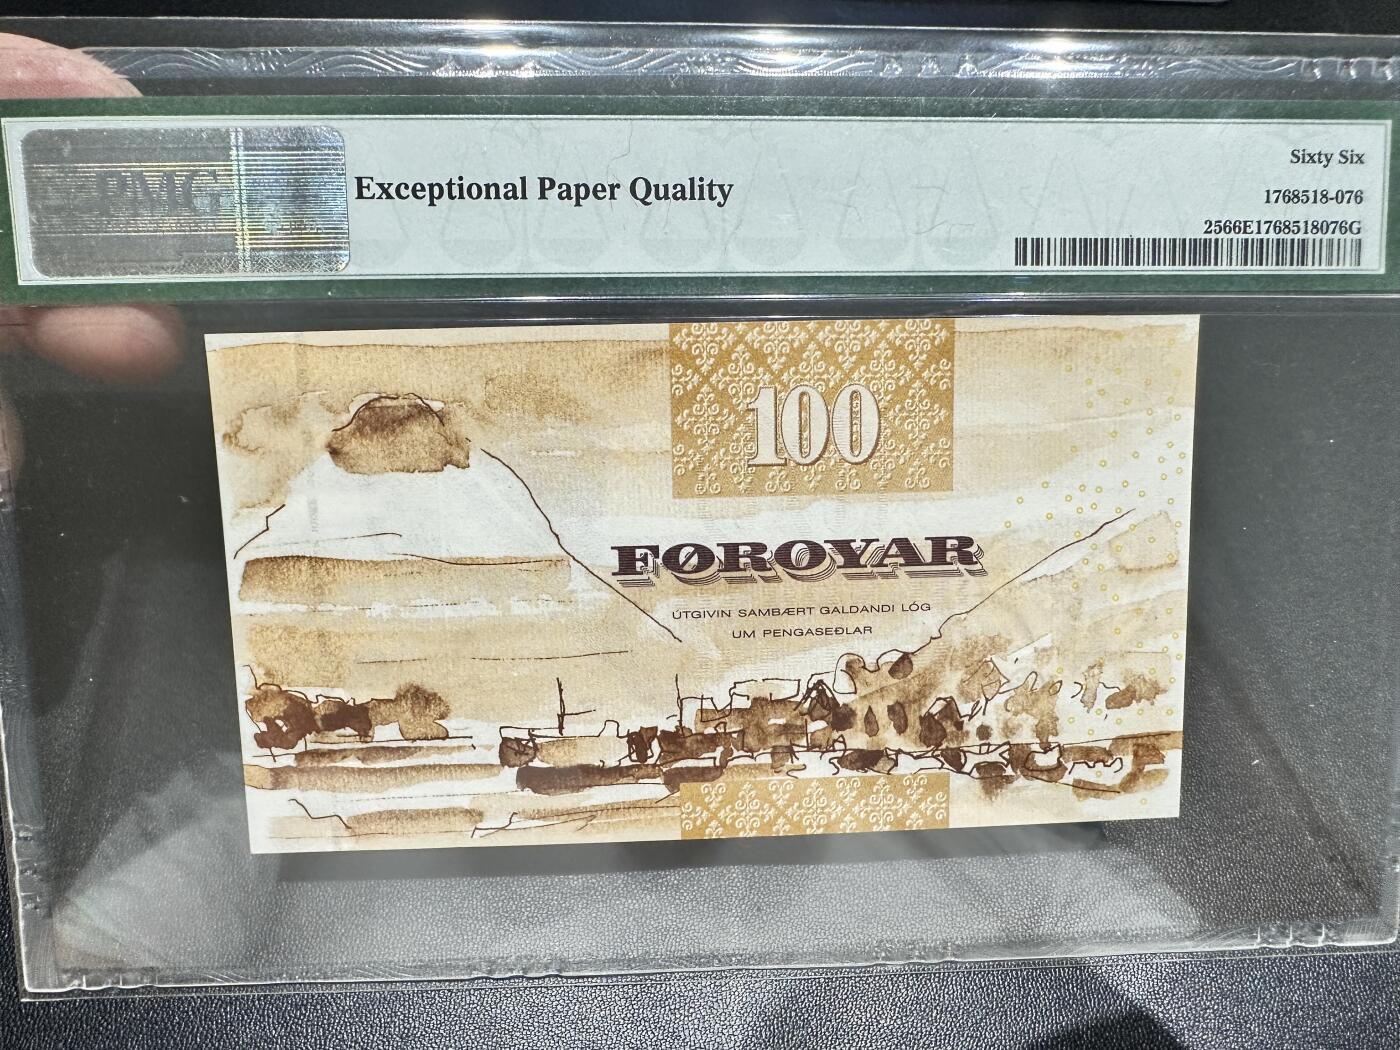 PMG
Exceptional Paper Quality
Sixty Six
1768518-076
2566E1768518076G
100
FØROYAR
ÚTGIVIN SAMBÆRT GALDANDI LÓG
UM PENGASEÐLAR